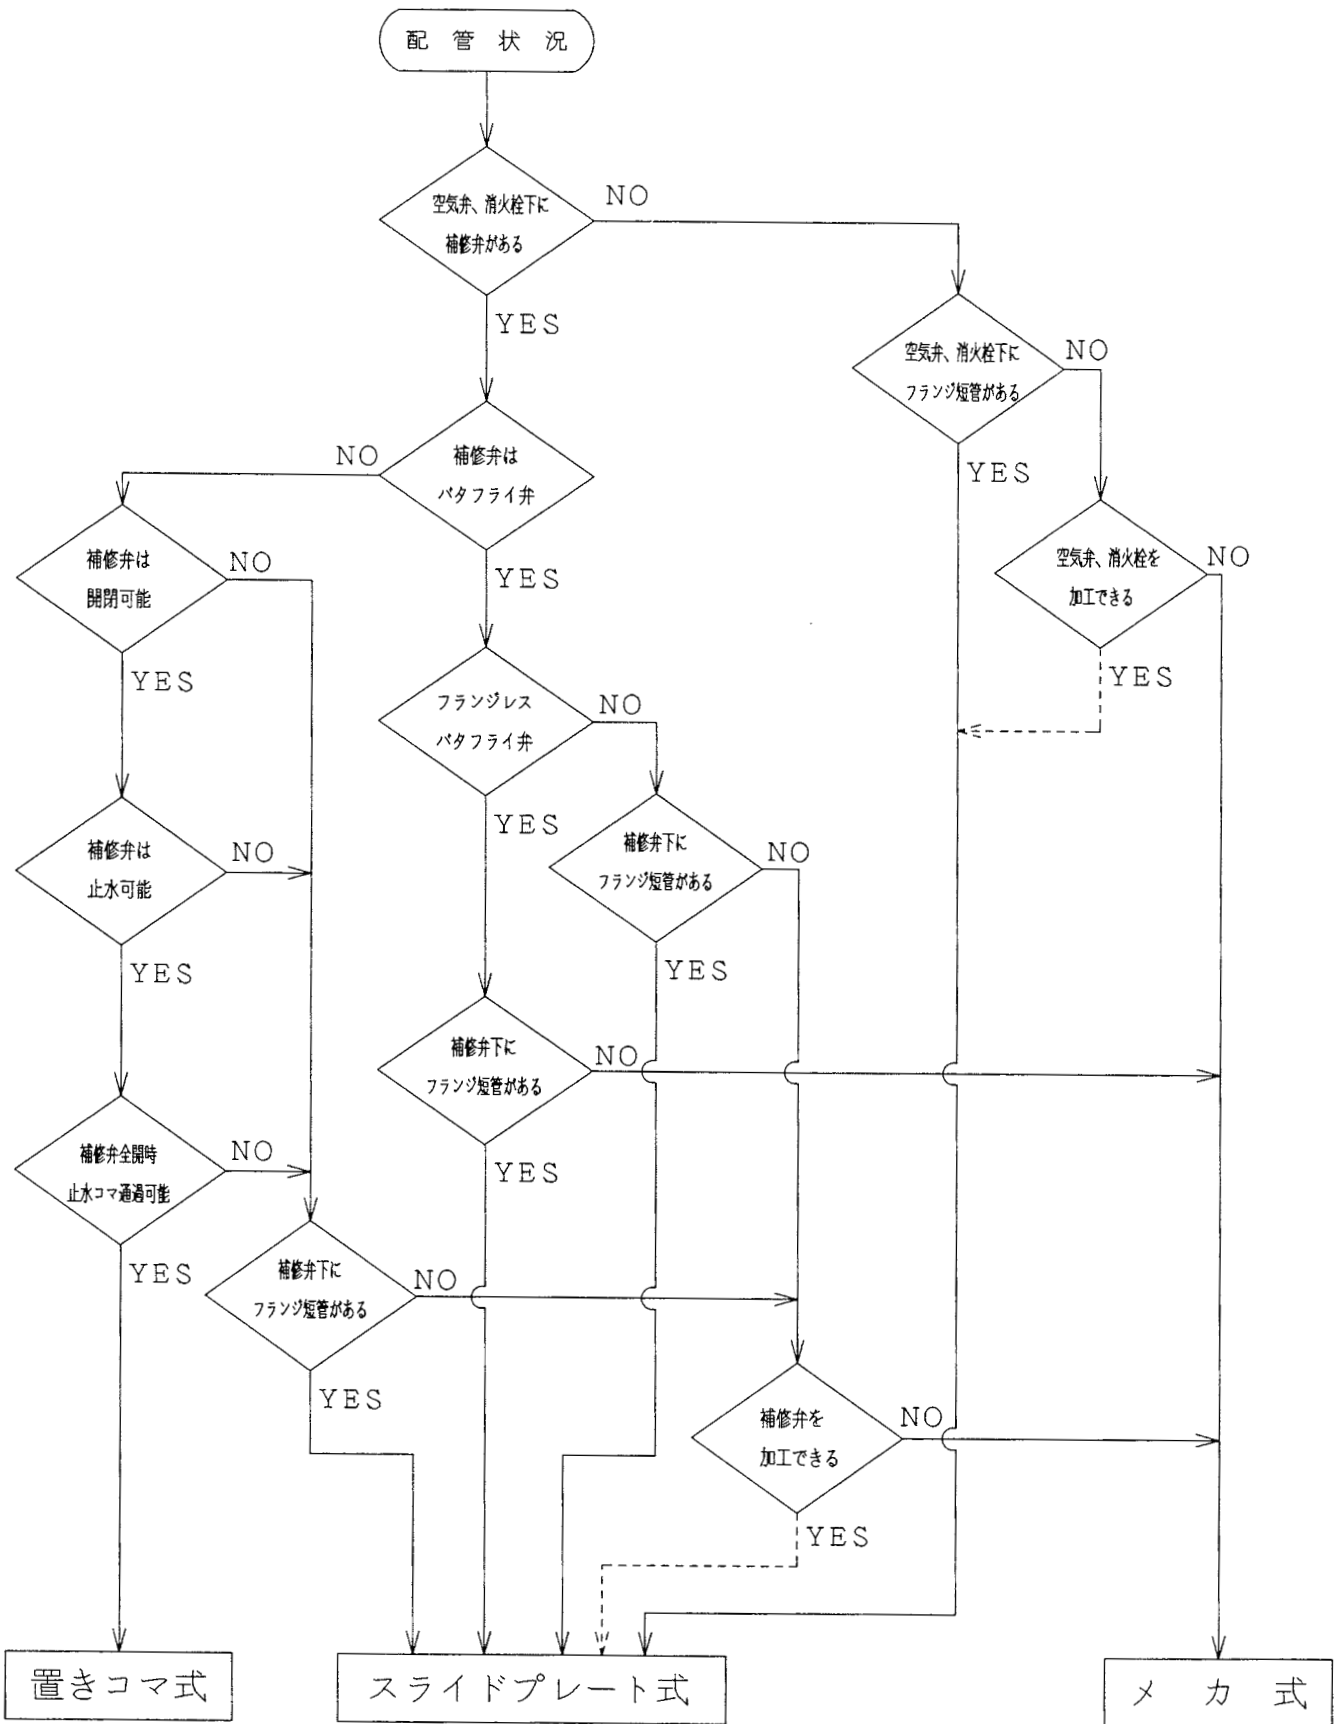 配管状況
空気弁、消火栓下に
補修弁がある
NO
YES
空気弁、消火栓下に
フランジ短管がある
NO
YES
補修弁は
バタフライ弁
NO
YES
空気弁、消火栓を
加工できる
NO
YES
補修弁は
開閉可能
NO
YES
フランジレス
バタフライ弁
NO
YES
補修弁は
止水可能
NO
YES
補修弁下に
フランジ短管がある
NO
YES
補修弁下に
フランジ短管がある
NO
YES
補修弁全開時
止水コマ通過可能
NO
YES
補修弁下に
フランジ短管がある
NO
YES
補修弁を
加工できる
NO
YES
置きコマ式
スライドプレート式
メカ式